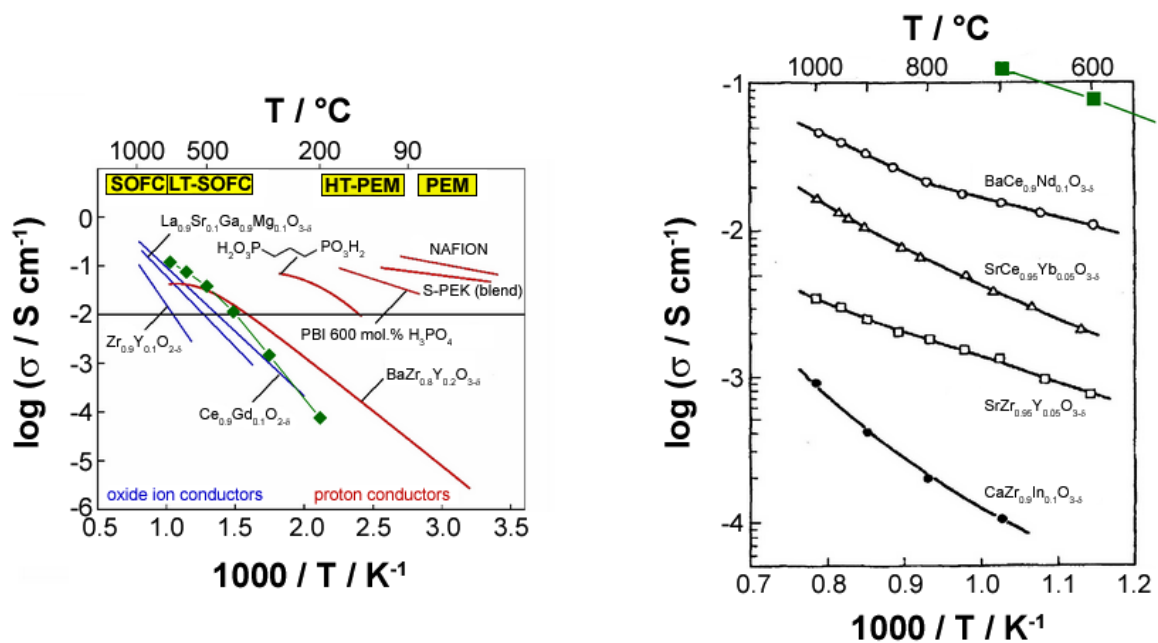 T / °C
1000 500 200 90
SOFC LT-SOFC HT-PEM PEM
La₀.₉Sr₀.₁Ga₀.₉Mg₀.₁O₃₋δ
H₂O₃P PO₃H₂
NAFION
S-PEK (blend)
PBI 600 mol.% H₃PO₄
Zr₀.₉Y₀.₁O₂₋δ
BaZr₀.₈Y₀.₂O₃₋δ
Ce₀.₉Gd₀.₁O₂₋δ
oxide ion conductors proton conductors
log (σ / S cm⁻¹)
0
-1
-2
-3
-4
-5
-6
0.5 1.0 1.5 2.0 2.5 3.0 3.5
1000 / T / K⁻¹
T / °C
1000 800 600
-1
-2
-3
-4
log (σ / S cm⁻¹)
BaCe₀.₉Nd₀.₁O₃₋δ
SrCe₀.₉₅Yb₀.₀₅O₃₋δ
SrZr₀.₉₅Y₀.₀₅O₃₋δ
CaZr₀.₉In₀.₁O₃₋δ
0.7 0.8 0.9 1.0 1.1 1.2
1000 / T / K⁻¹